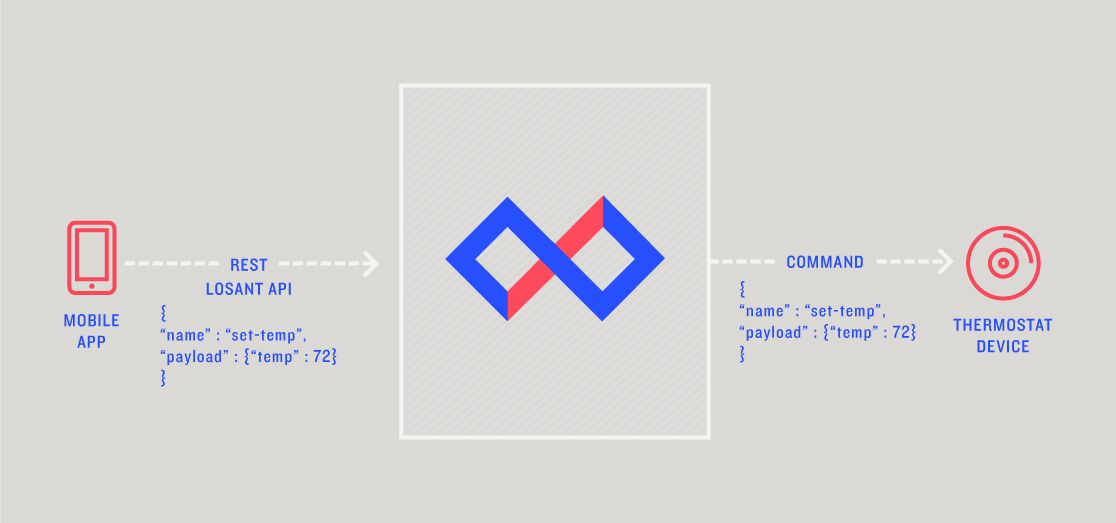 MOBILE
APP
REST
LOSANT API
{
“name” : “set-temp”,
“payload” : {“temp” : 72}
}
COMMAND
{
“name” : “set-temp”,
“payload” : {“temp” : 72}
}
THERMOSTAT
DEVICE